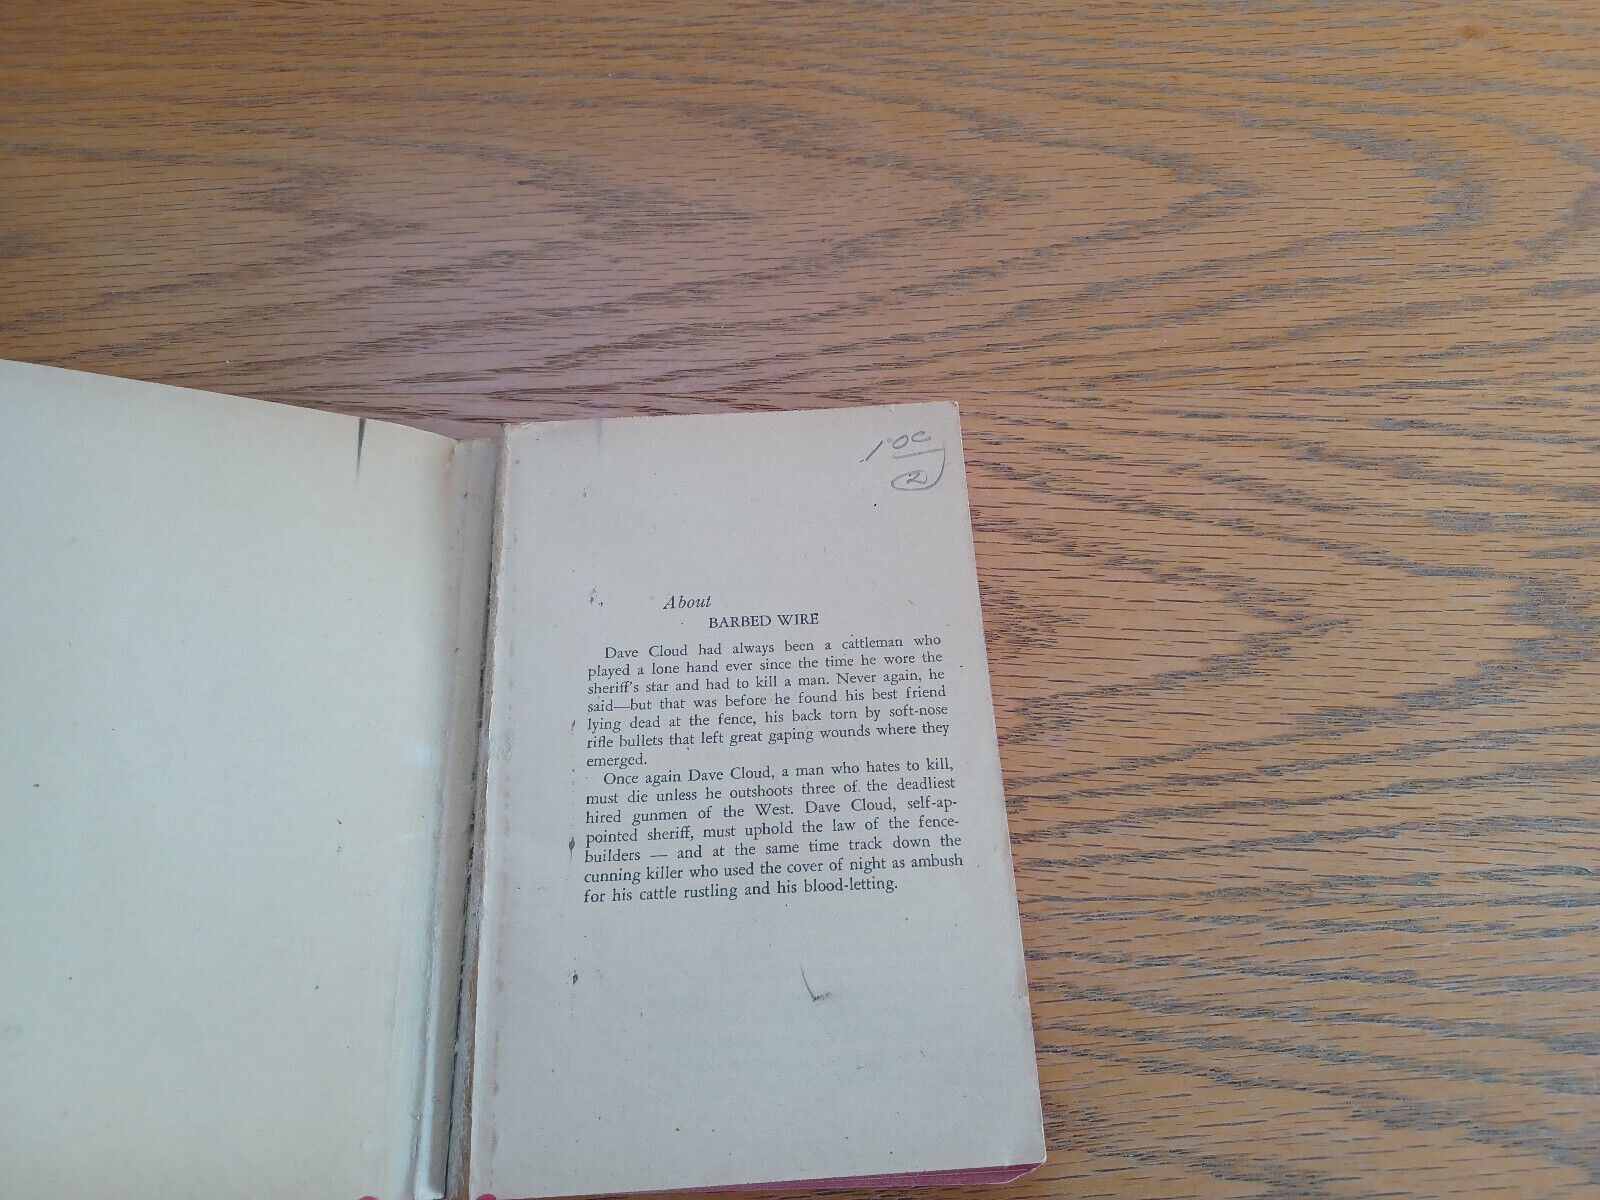 1.00
2
About
BARBED WIRE
Dave Cloud had always been a cattleman who
played a lone hand ever since the time he wore the
sheriff's star and had to kill a man. Never again, he
said—but that was before he found his best friend
lying dead at the fence, his back torn by soft-nose
rifle bullets that left great gaping wounds where they
emerged.
Once again Dave Cloud, a man who hates to kill,
must die unless he outshoots three of the deadliest
hired gunmen of the West. Dave Cloud, self-ap-
pointed sheriff, must uphold the law of the fence-
builders — and at the same time track down the
cunning killer who used the cover of night as ambush
for his cattle rustling and his blood-letting.